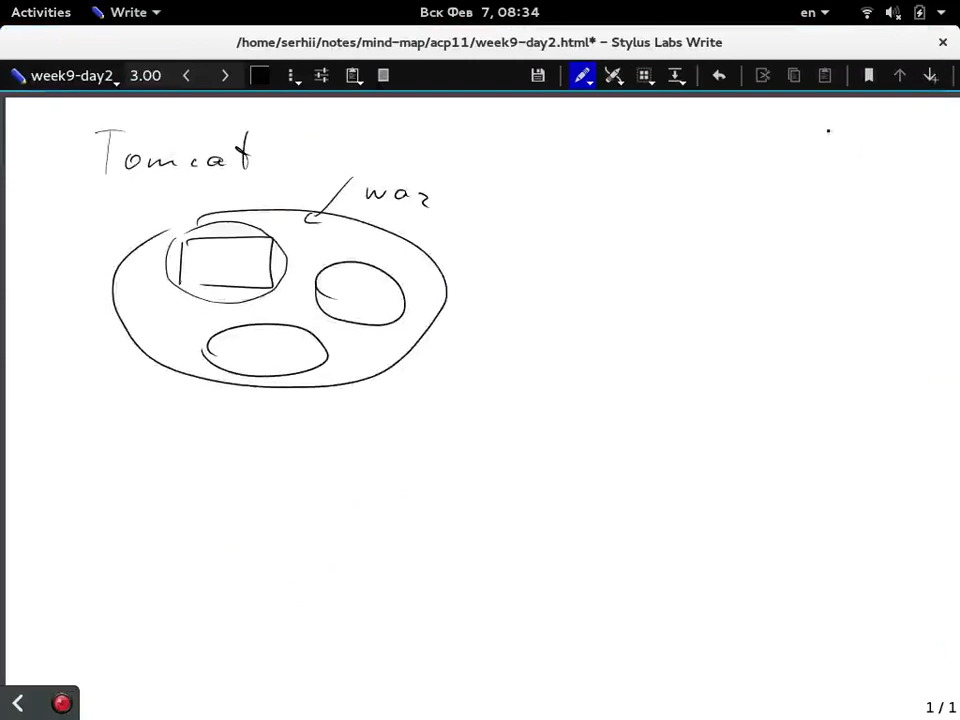 Activities Write Вск Фев 7, 08:34 en
/home/serhii/notes/mind-map/acp11/week9-day2.html* – Stylus Labs Write
week9-day2 3.00
Tomcat
war
1 / 1